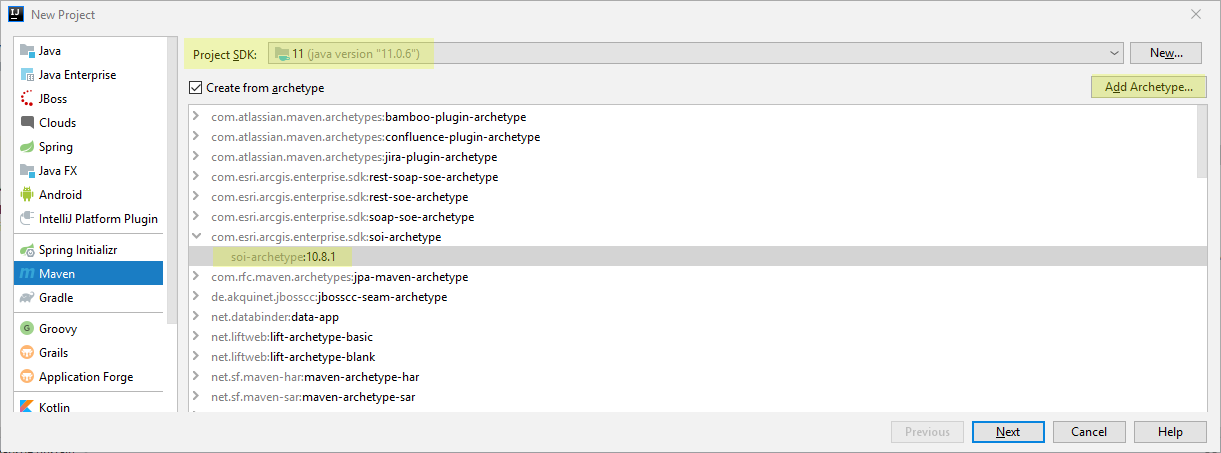 IJ
New Project
Java
Java Enterprise
JBoss
Clouds
Spring
Java FX
Android
IntelliJ Platform Plugin
Spring Initializr
Maven
Gradle
Groovy
Grails
Application Forge
Kotlin
Project SDK: 11 (java version "11.0.6") New...
Create from archetype Add Archetype...
com.atlassian.maven.archetypes:bamboo-plugin-archetype
com.atlassian.maven.archetypes:confluence-plugin-archetype
com.atlassian.maven.archetypes:jira-plugin-archetype
com.esri.arcgis.enterprise.sdk:rest-soap-soe-archetype
com.esri.arcgis.enterprise.sdk:rest-soe-archetype
com.esri.arcgis.enterprise.sdk:soap-soe-archetype
com.esri.arcgis.enterprise.sdk:soi-archetype
soi-archetype:10.8.1
com.rfc.maven.archetypes:jpa-maven-archetype
de.akquinet.jbosscc:jbosscc-seam-archetype
net.databinder:data-app
net.liftweb:lift-archetype-basic
net.liftweb:lift-archetype-blank
net.sf.maven-har:maven-archetype-har
net.sf.maven-sar:maven-archetype-sar
Previous Next Cancel Help